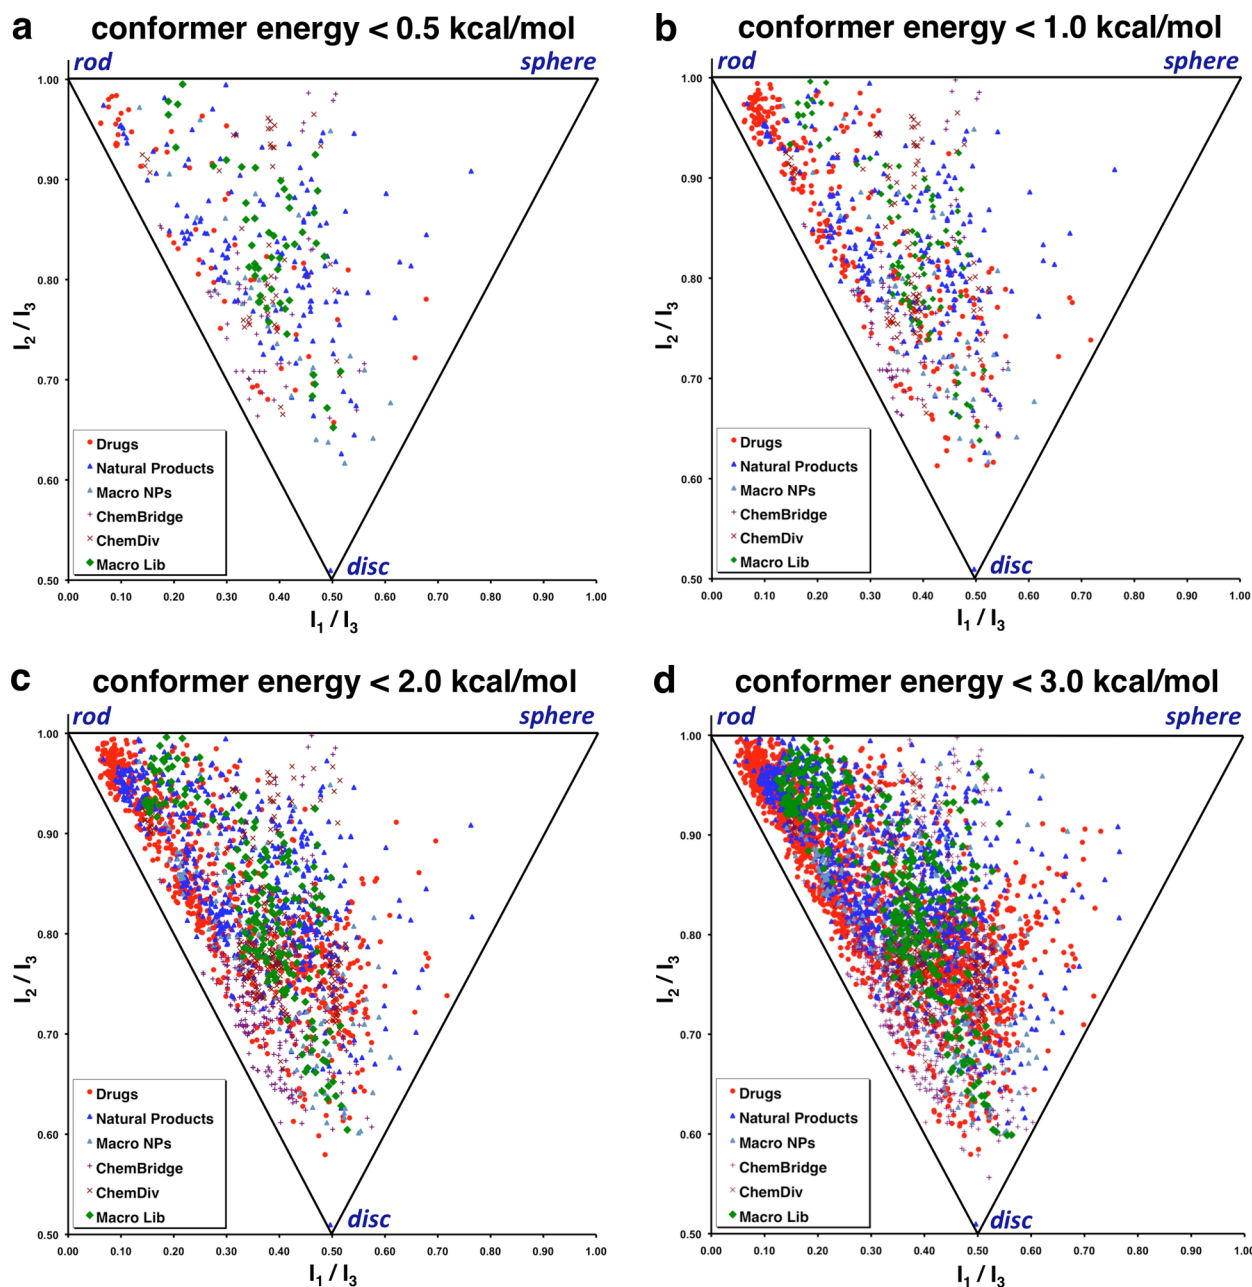 a conformer energy < 0.5 kcal/mol
rod sphere
1.00
0.90
0.80
I2 / I3
0.70
0.60
0.50
Drugs
Natural Products
Macro NPs
ChemBridge
ChemDiv
Macro Lib
disc
0.00 0.10 0.20 0.30 0.40 0.50 0.60 0.70 0.80 0.90 1.00
I1 / I3
b conformer energy < 1.0 kcal/mol
rod sphere
1.00
0.90
0.80
I2 / I3
0.70
0.60
0.50
Drugs
Natural Products
Macro NPs
ChemBridge
ChemDiv
Macro Lib
disc
0.00 0.10 0.20 0.30 0.40 0.50 0.60 0.70 0.80 0.90 1.00
I1 / I3
c conformer energy < 2.0 kcal/mol
rod sphere
1.00
0.90
0.80
I2 / I3
0.70
0.60
0.50
Drugs
Natural Products
Macro NPs
ChemBridge
ChemDiv
Macro Lib
disc
0.00 0.10 0.20 0.30 0.40 0.50 0.60 0.70 0.80 0.90 1.00
I1 / I3
d conformer energy < 3.0 kcal/mol
rod sphere
1.00
0.90
0.80
I2 / I3
0.70
0.60
0.50
Drugs
Natural Products
Macro NPs
ChemBridge
ChemDiv
Macro Lib
disc
0.00 0.10 0.20 0.30 0.40 0.50 0.60 0.70 0.80 0.90 1.00
I1 / I3